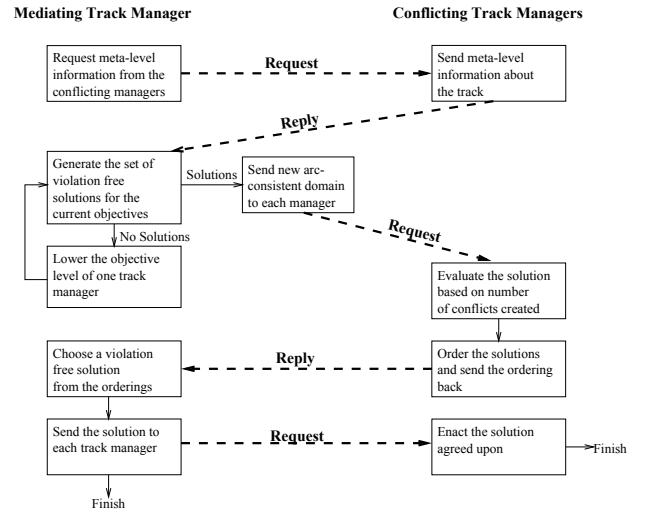 Mediating Track Manager
Conflicting Track Managers
Request meta-level
information from the
conflicting managers
Request
Send meta-level
information about
the track
Reply
Generate the set of
violation free
solutions for the
current objectives
Solutions
Send new arc-
consistent domain
to each manager
Request
No Solutions
Lower the objective
level of one track
manager
Evaluate the solution
based on number
of conflicts created
Order the solutions
and send the ordering
back
Reply
Choose a violation
free solution
from the orderings
Send the solution to
each track manager
Request
Enact the solution
agreed upon
Finish
Finish